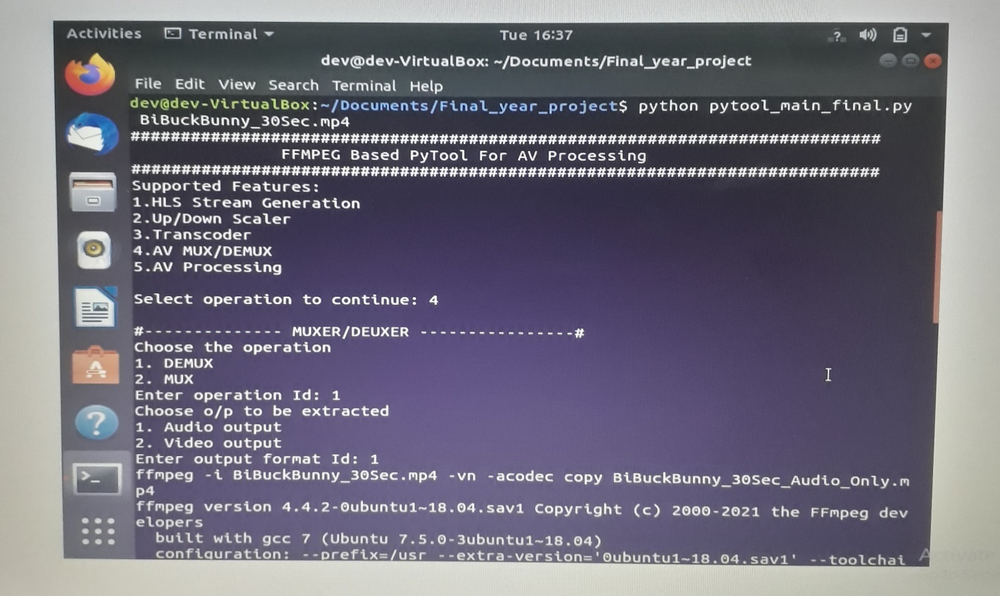 Activities Terminal Tue 16:37 ?
dev@dev-VirtualBox: ~/Documents/Final_year_project
File Edit View Search Terminal Help
dev@dev-VirtualBox:~/Documents/Final_year_project$ python pytool_main_final.py
BiBuckBunny_30Sec.mp4
############################################################################
FFMPEG Based PyTool For AV Processing
############################################################################
Supported Features:
1.HLS Stream Generation
2.Up/Down Scaler
3.Transcoder
4.AV MUX/DEMUX
5.AV Processing
Select operation to continue: 4
#-------------- MUXER/DEUXER ----------------#
Choose the operation
1. DEMUX
2. MUX
Enter operation Id: 1
Choose o/p to be extracted
1. Audio output
2. Video output
Enter output format Id: 1
ffmpeg -i BiBuckBunny_30Sec.mp4 -vn -acodec copy BiBuckBunny_30Sec_Audio_Only.m
p4
ffmpeg version 4.4.2-0ubuntu1~18.04.sav1 Copyright (c) 2000-2021 the FFmpeg dev
elopers
built with gcc 7 (Ubuntu 7.5.0-3ubuntu1~18.04)
configuration: --prefix=/usr --extra-version='0ubuntu1~18.04.sav1' --toolchai